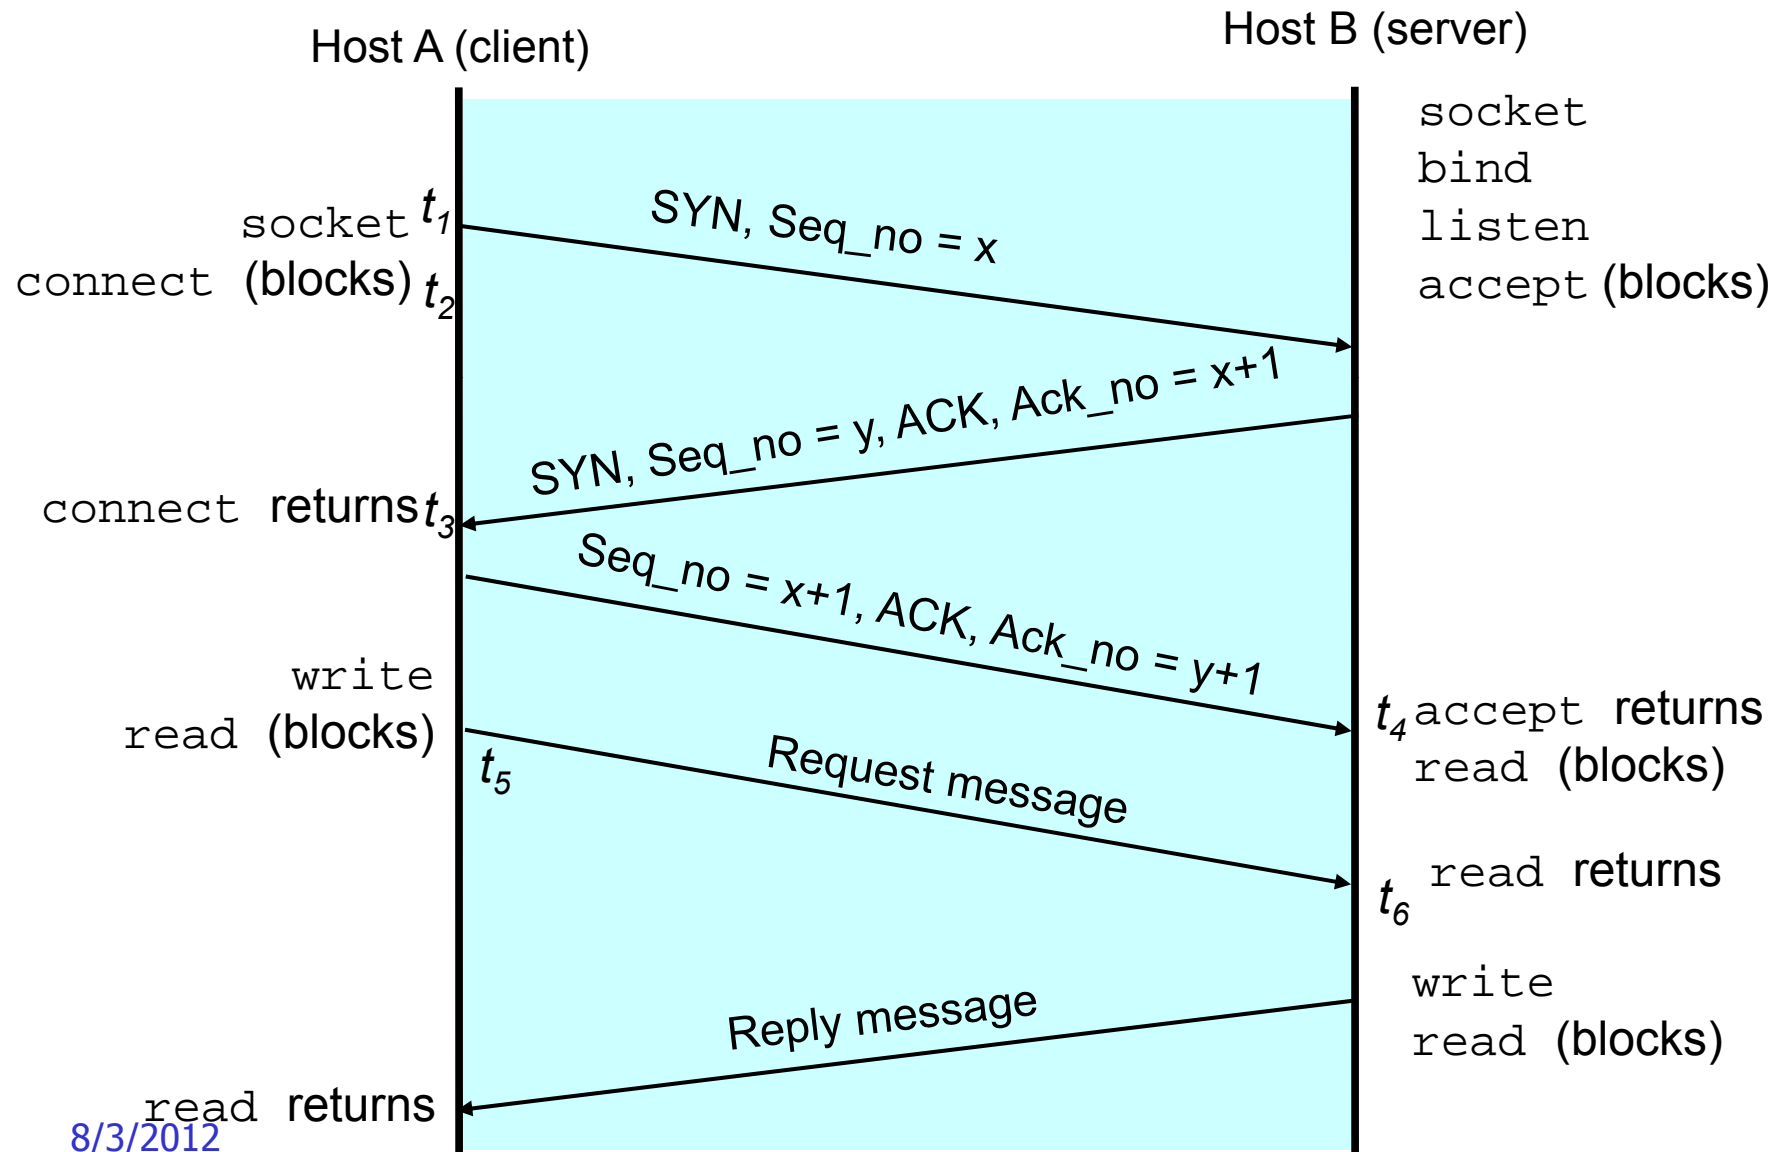 Host A (client)
Host B (server)
socket
bind
listen
accept (blocks)
socket t1
connect (blocks) t2
SYN, Seq_no = x
SYN, Seq_no = y, ACK, Ack_no = x+1
connect returns t3
Seq_no = x+1, ACK, Ack_no = y+1
write
read (blocks)
t5
t4 accept returns
read (blocks)
Request message
t6 read returns
write
read (blocks)
Reply message
read returns
8/3/2012